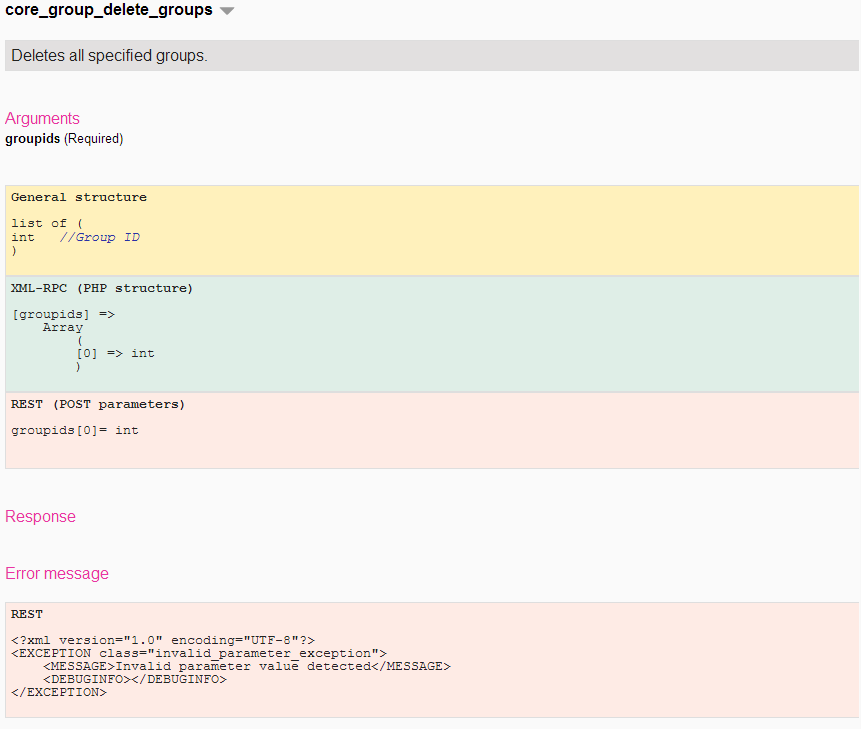 core_group_delete_groups
Deletes all specified groups.
Arguments
groupids (Required)
General structure
list of (
int   //Group ID
)
XML-RPC (PHP structure)
[groupids] =>
    Array
        (
        [0] => int
        )
REST (POST parameters)
groupids[0]= int
Response
Error message
REST
<?xml version="1.0" encoding="UTF-8"?>
<EXCEPTION class="invalid_parameter_exception">
    <MESSAGE>Invalid parameter value detected</MESSAGE>
    <DEBUGINFO></DEBUGINFO>
</EXCEPTION>